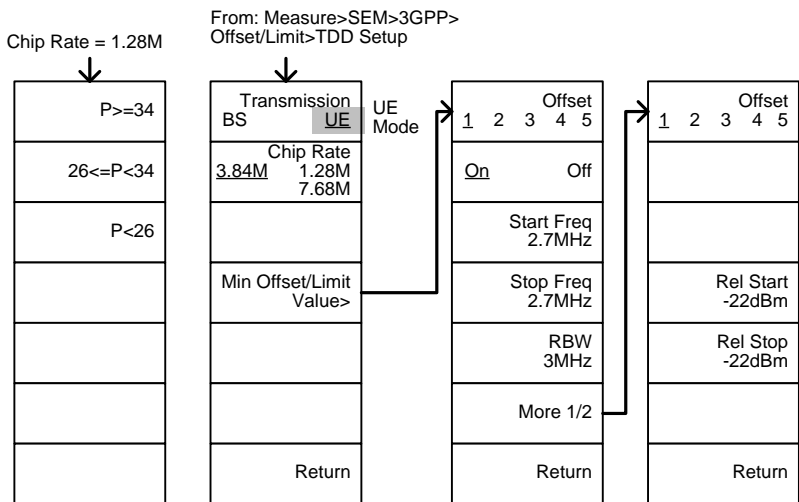 From: Measure>SEM>3GPP>
Offset/Limit>TDD Setup
Chip Rate = 1.28M
P>=34
26<=P<34
P<26
Transmission
BS UE
UE
Mode
Chip Rate
3.84M 1.28M
7.68M
Min Offset/Limit
Value>
Return
Offset
1 2 3 4 5
On Off
Start Freq
2.7MHz
Stop Freq
2.7MHz
RBW
3MHz
More 1/2
Return
Offset
1 2 3 4 5
Rel Start
-22dBm
Rel Stop
-22dBm
Return